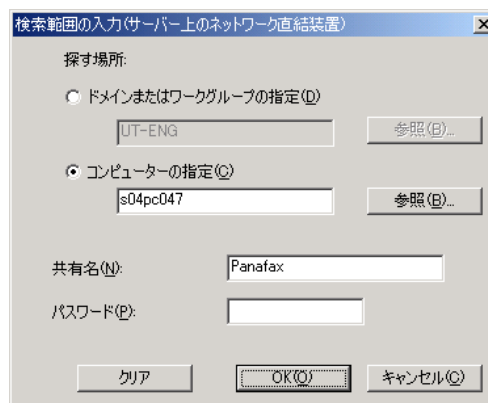 検索範囲の入力(サーバー上のネットワーク直結装置)
探す場所:
ドメインまたはワークグループの指定(D)
UT-ENG
参照(B)...
コンピューターの指定(C)
s04pc047
参照(B)...
共有名(N):
Panafax
パスワード(P):
クリア
OK(O)
キャンセル(C)